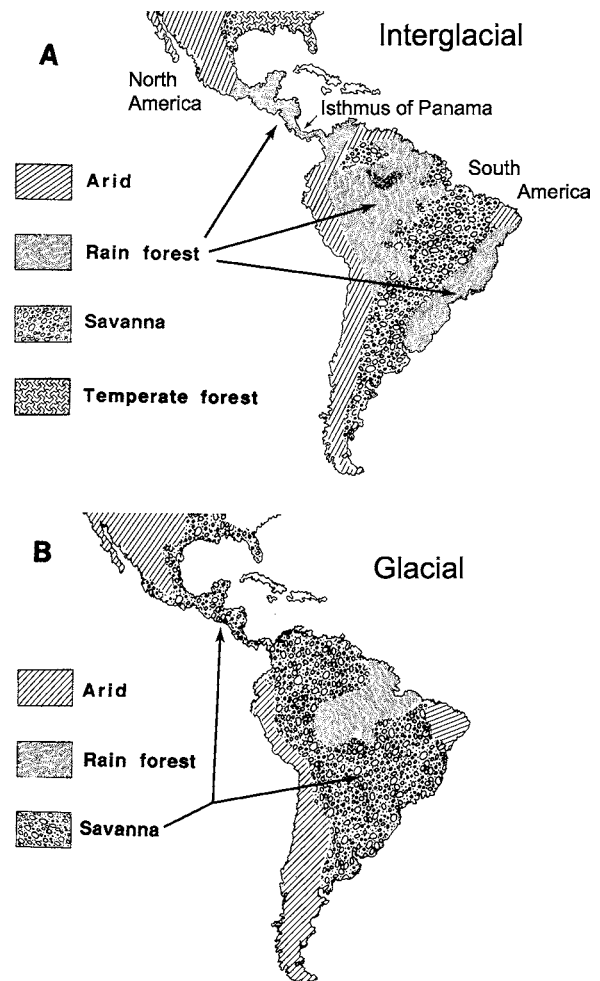 A
Interglacial
North
America
Isthmus of Panama
South
America
Arid
Rain forest
Savanna
Temperate forest
B
Glacial
Arid
Rain forest
Savanna